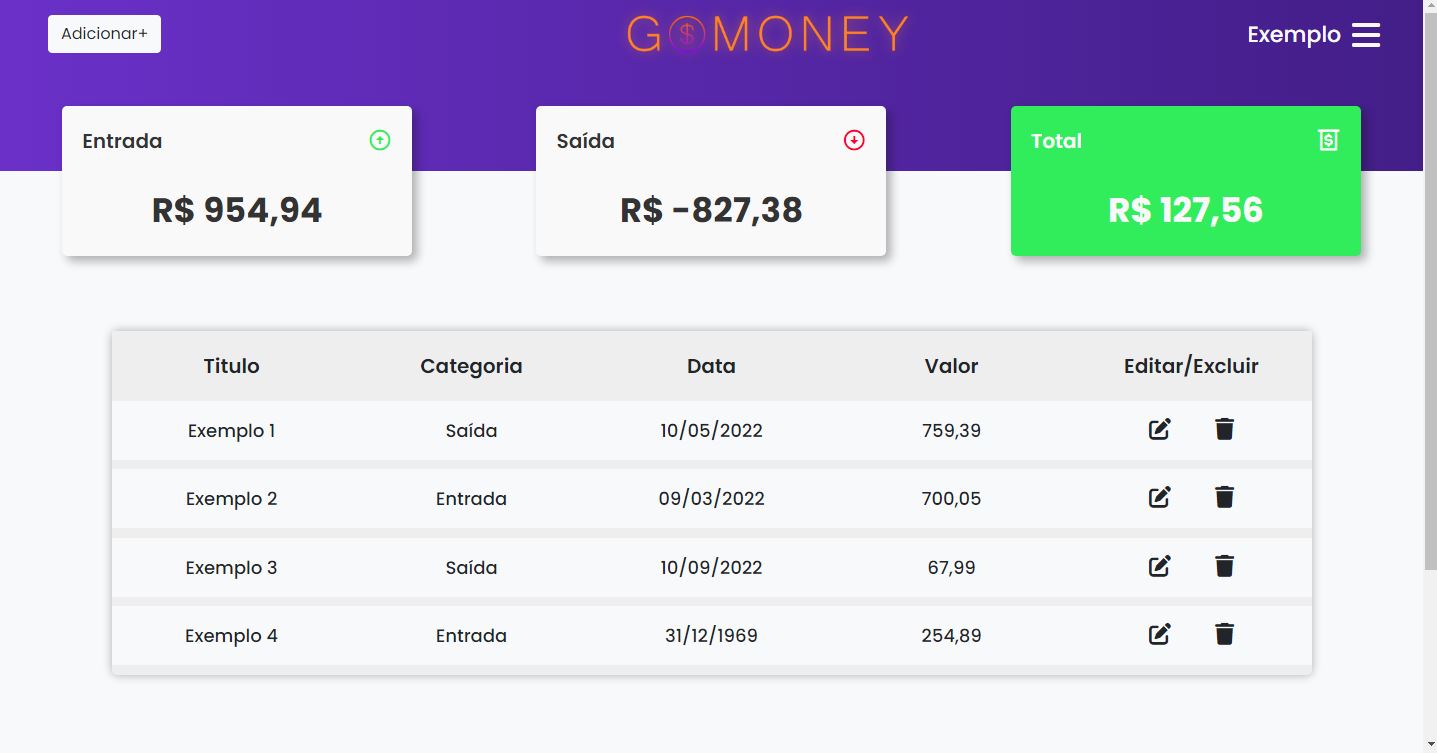 Adicionar+
GOMONEY
Exemplo
Entrada
R$ 954,94
Saída
R$ -827,38
Total
R$ 127,56
Titulo Categoria Data Valor Editar/Excluir
Exemplo 1 Saída 10/05/2022 759,39
Exemplo 2 Entrada 09/03/2022 700,05
Exemplo 3 Saída 10/09/2022 67,99
Exemplo 4 Entrada 31/12/1969 254,89